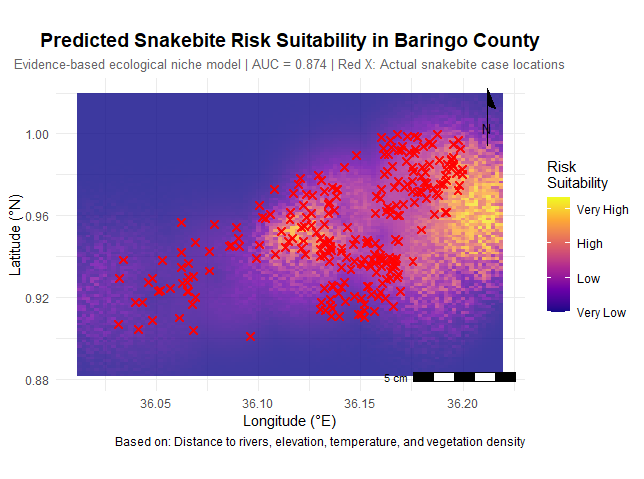 Predicted Snakebite Risk Suitability in Baringo County
Evidence-based ecological niche model | AUC = 0.874 | Red X: Actual snakebite case locations
N
1.00
0.96
0.92
0.88
Latitude (°N)
36.05
36.10
36.15
36.20
Longitude (°E)
5 cm
Risk
Suitability
Very High
High
Low
Very Low
Based on: Distance to rivers, elevation, temperature, and vegetation density